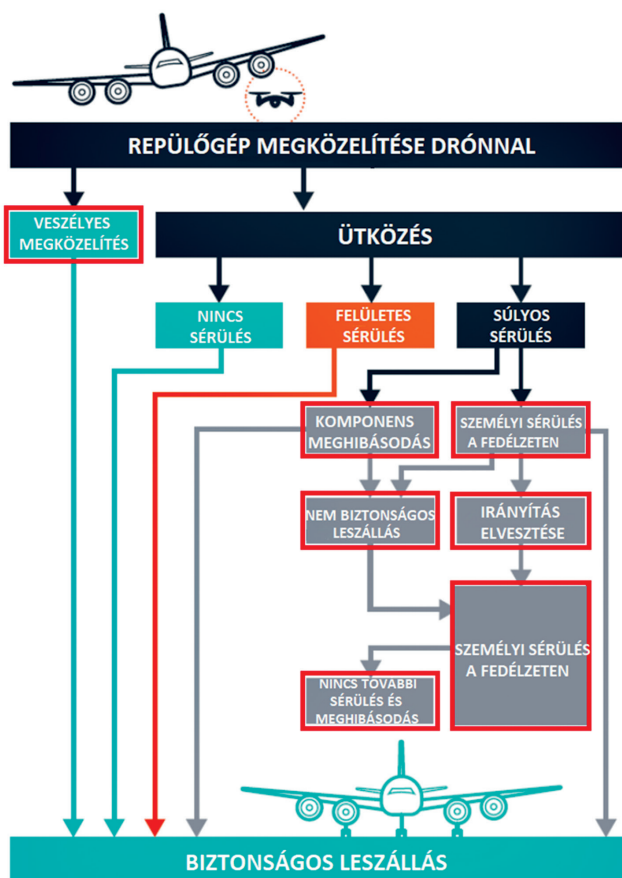 REPÜLŐGÉP MEGKÖZELÍTÉSE DRÓNNAL
VESZÉLYES
MEGKÖZELÍTÉS
ÜTKÖZÉS
NINCS
SÉRÜLÉS
FELÜLETES
SÉRÜLÉS
SÚLYOS
SÉRÜLÉS
KOMPONENS
MEGHIBÁSODÁS
SZEMÉLYI SÉRÜLÉS
A FEDÉLZETEN
NEM BIZTONSÁGOS
LESZÁLLÁS
IRÁNYÍTÁS
ELVESZTÉSE
SZEMÉLYI SÉRÜLÉS
A FEDÉLZETEN
NINCS TOVÁBBI
SÉRÜLÉS ÉS
MEGHIBÁSODÁS
BIZTONSÁGOS LESZÁLLÁS